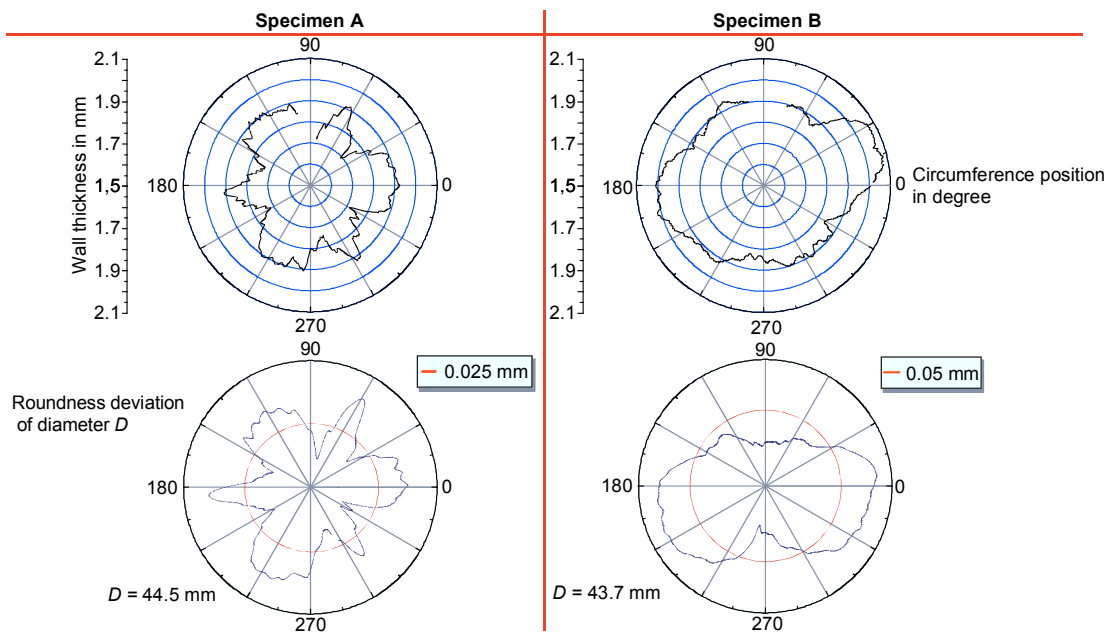 Specimen A
Specimen B
90
90
2.1
1.9
1.7
1.5
1.7
1.9
2.1
Wall thickness in mm
180
0
270
2.1
1.9
1.7
1.5
1.7
1.9
2.1
180
0
Circumference position
in degree
270
90
90
0.025 mm
0.05 mm
Roundness deviation
of diameter D
180
0
180
0
D = 44.5 mm
D = 43.7 mm
270
270